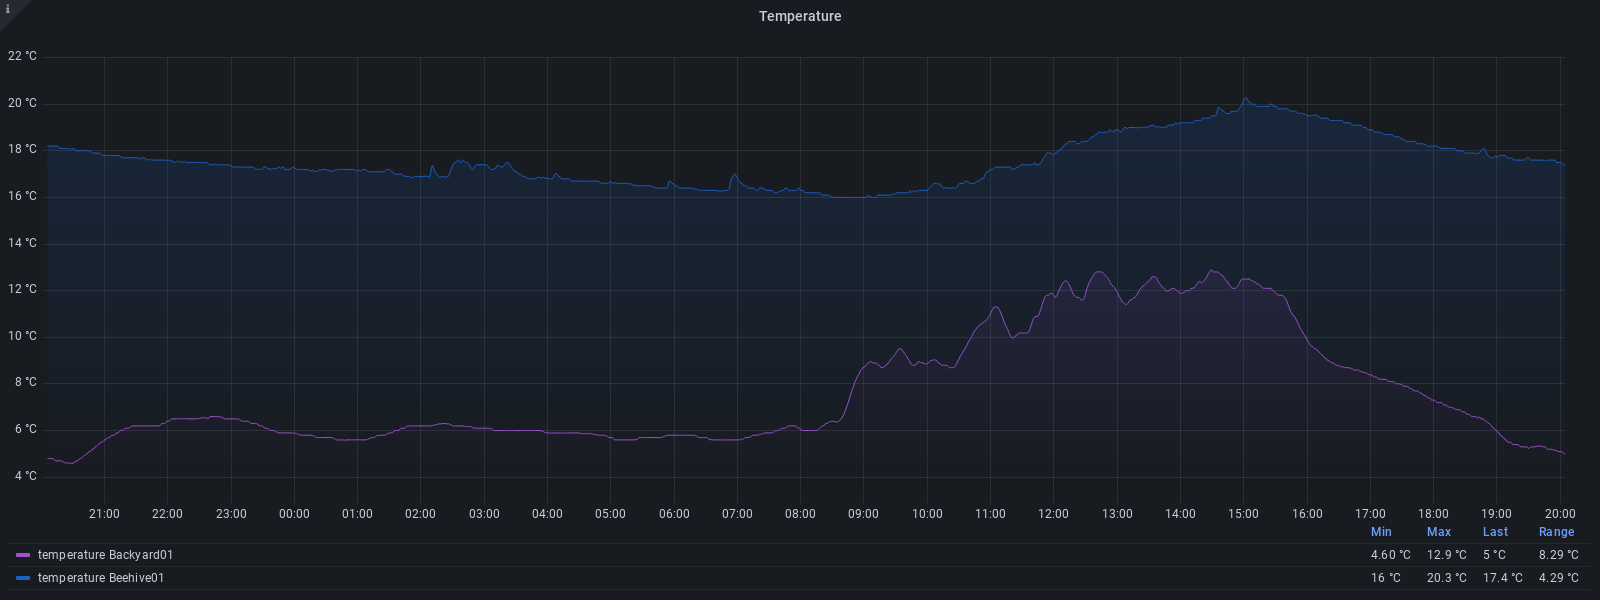 i
Temperature
22 °C
20 °C
18 °C
16 °C
14 °C
12 °C
10 °C
8 °C
6 °C
4 °C
21:00 22:00 23:00 00:00 01:00 02:00 03:00 04:00 05:00 06:00 07:00 08:00 09:00 10:00 11:00 12:00 13:00 14:00 15:00 16:00 17:00 18:00 19:00 20:00
Min Max Last Range
temperature Backyard01 4.60 °C 12.9 °C 5 °C 8.29 °C
temperature Beehive01 16 °C 20.3 °C 17.4 °C 4.29 °C